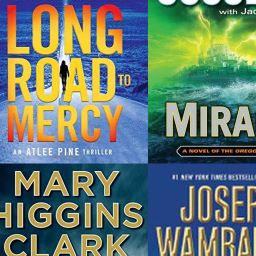 LONG
ROAD TO
MERCY
AN ATLEE PINE THRILLER
with Jac
MIRA
A NOVEL OF THE OREGO
MARY
HIGGINS
CLARK
#1 NEW YORK TIMES BESTSELL
JOSEP
WAMBA